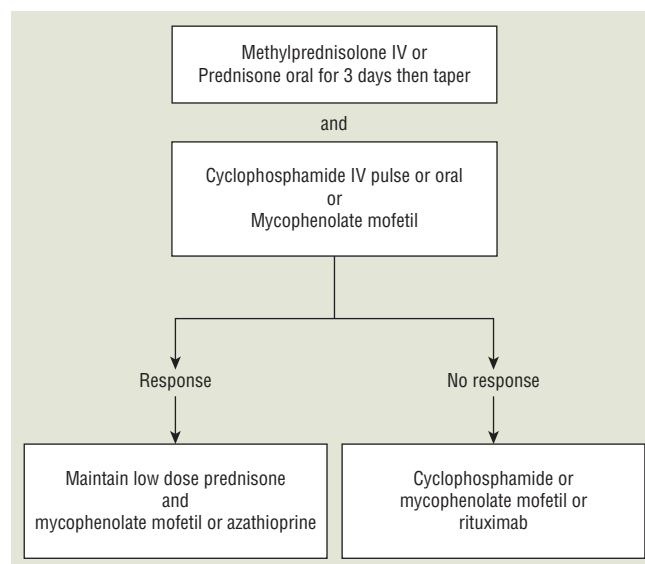 Methylprednisolone IV or
Prednisone oral for 3 days then taper
and
Cyclophosphamide IV pulse or oral
or
Mycophenolate mofetil
Response
No response
Maintain low dose prednisone
and
mycophenolate mofetil or azathioprine
Cyclophosphamide or
mycophenolate mofetil or
rituximab